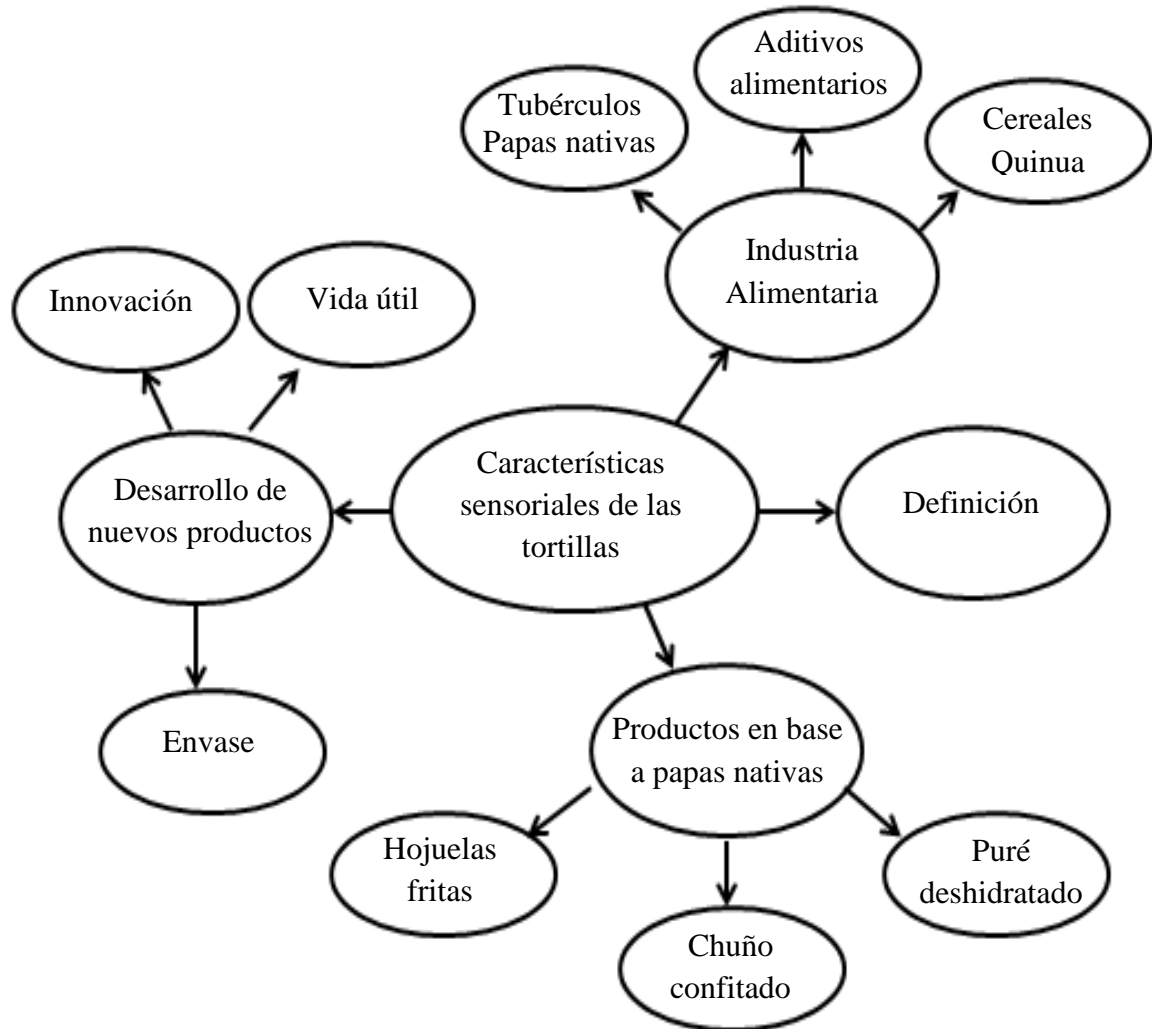 Aditivos
alimentarios
Tubérculos
Papas nativas
Cereales
Quinua
Industria
Alimentaria
Innovación
Vida útil
Desarrollo de
nuevos productos
Características
sensoriales de las
tortillas
Definición
Envase
Productos en base
a papas nativas
Hojuelas
fritas
Puré
deshidratado
Chuño
confitado